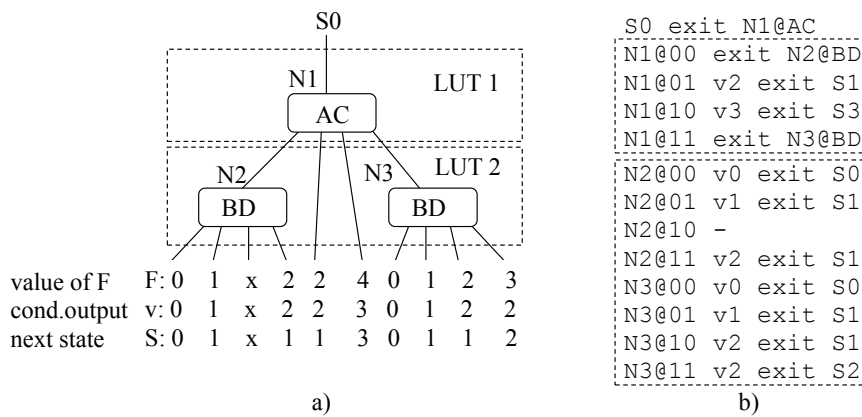 S0
N1
LUT 1
AC
N2
N3
LUT 2
BD
BD
value of F F: 0 1 x 2 2 4 0 1 2 3
cond.output v: 0 1 x 2 2 3 0 1 2 2
next state S: 0 1 x 1 1 3 0 1 1 2
a)
S0 exit N1@AC
N1@00 exit N2@BD
N1@01 v2 exit S1
N1@10 v3 exit S3
N1@11 exit N3@BD
N2@00 v0 exit S0
N2@01 v1 exit S1
N2@10 -
N2@11 v2 exit S1
N3@00 v0 exit S0
N3@01 v1 exit S1
N3@10 v2 exit S1
N3@11 v2 exit S2
b)